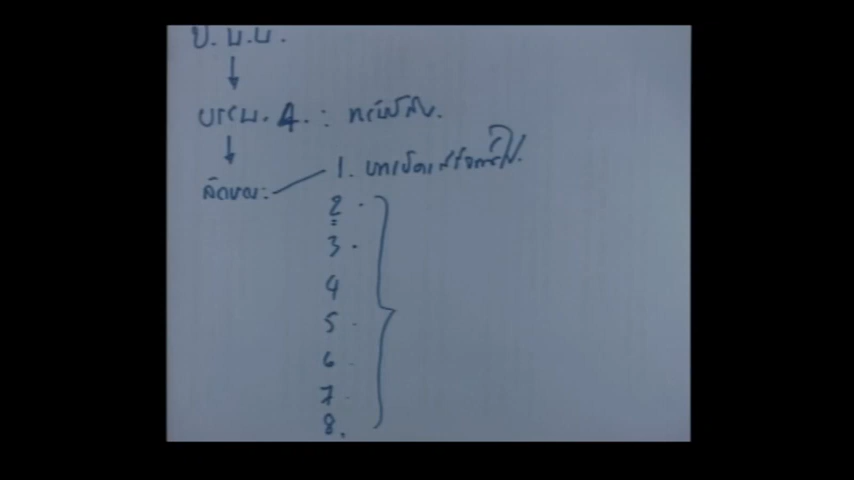 ป. พ.พ.
บรรพ. 4. : ทรัพย์สิน.
ลักษณะ 1. บทเบ็ดเสร็จทั่วไป.
2.
3.
4
5.
6.
7.
8.